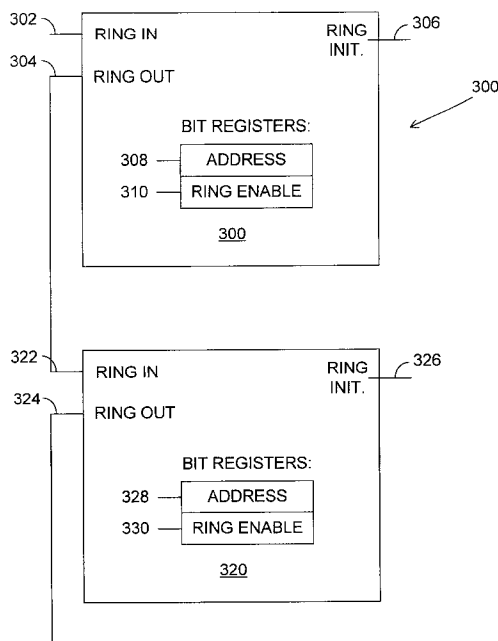 302
RING IN
RING
INIT.
306
304
RING OUT
300
BIT REGISTERS:
308
ADDRESS
310
RING ENABLE
300
322
RING IN
RING
INIT.
326
324
RING OUT
BIT REGISTERS:
328
ADDRESS
330
RING ENABLE
320